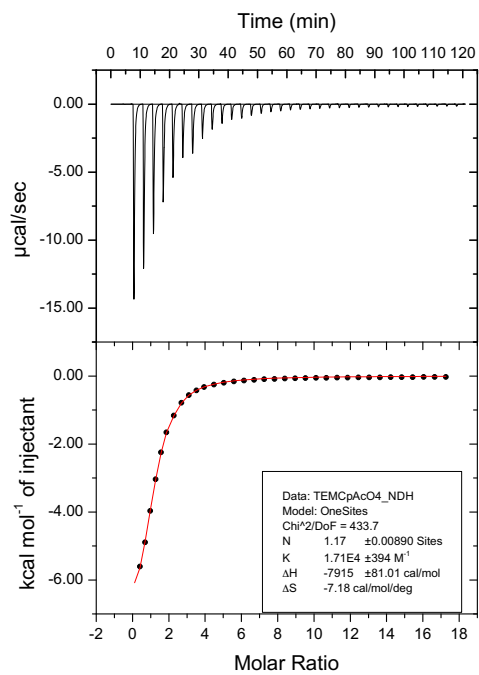 Time (min)
0 10 20 30 40 50 60 70 80 90 100 110 120
0.00
-5.00
-10.00
-15.00
µcal/sec
0.00
-2.00
-4.00
-6.00
kcal mol⁻¹ of injectant
Data: TEMCpAcO4_NDH
Model: OneSites
Chi^2/DoF = 433.7
N 1.17 ±0.00890 Sites
K 1.71E4 ±394 M⁻¹
ΔH -7915 ±81.01 cal/mol
ΔS -7.18 cal/mol/deg
-2 0 2 4 6 8 10 12 14 16 18
Molar Ratio